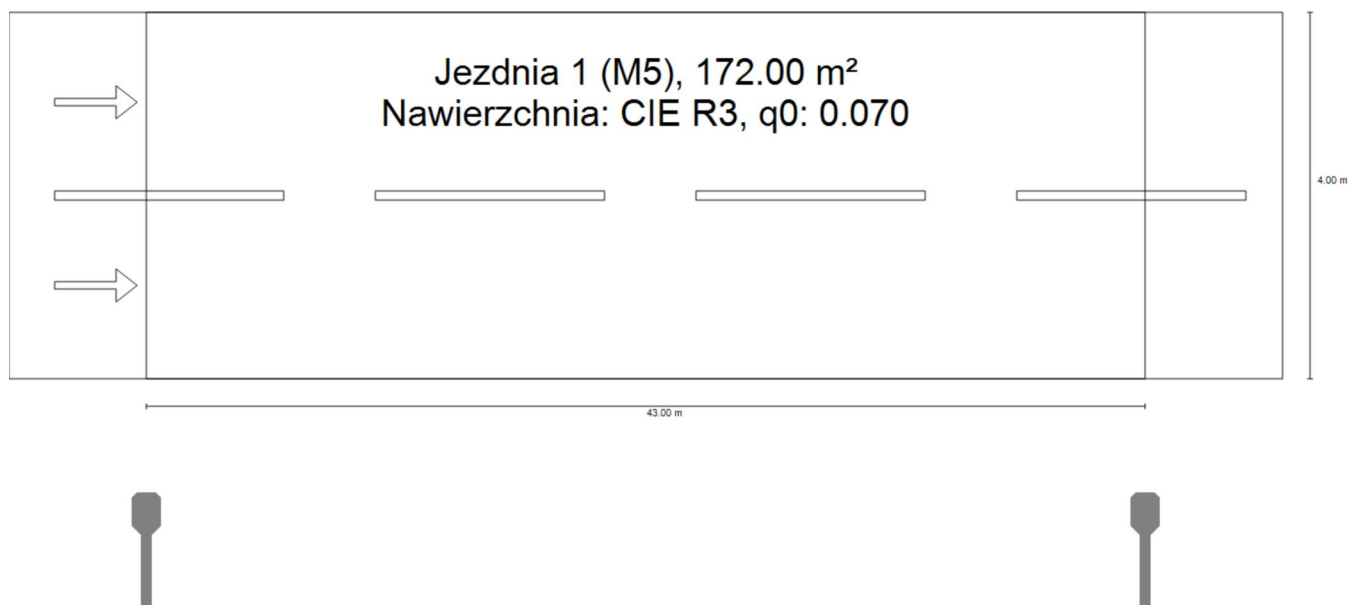 Jezdnia 1 (M5), 172.00 m²
Nawierzchnia: CIE R3, q0: 0.070
4.00 m
43.00 m